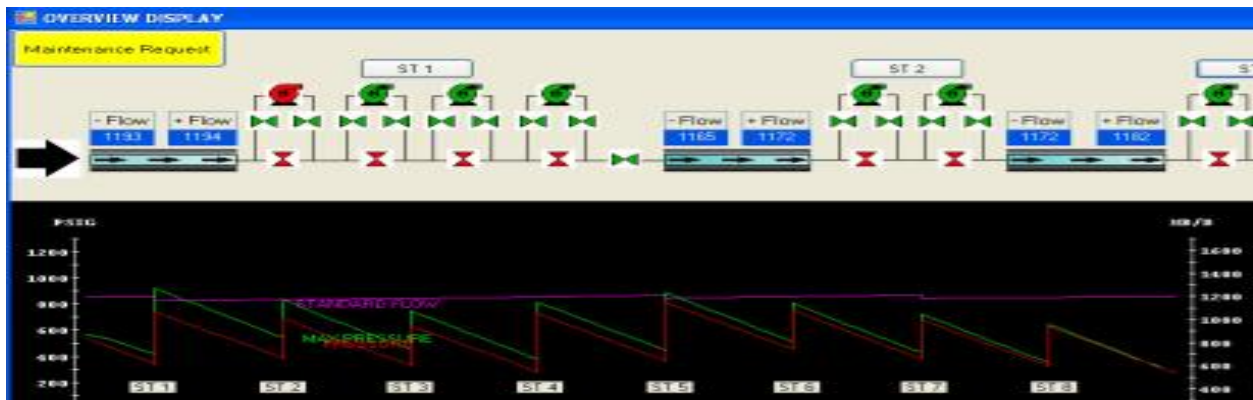 OVERVIEW DISPLAY
Maintenance Request
ST 1
ST 2
- Flow + Flow
1193 1194
- Flow + Flow
1165 1172
- Flow + Flow
1172 1182
PSIG
1200
1000
800
600
400
200
STANDARD FLOW
MAX PRESSURE
ST 1 ST 2 ST 3 ST 4 ST 5 ST 6 ST 7 ST 8
1600
1400
1200
1000
800
600
400